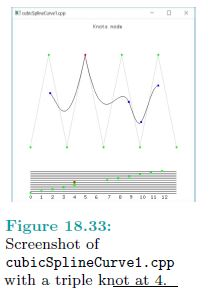 cubicSplineCurve1.cpp
Knots mode
0 1 2 3 4 5 6 7 8 9 10 11 12
Figure 18.33:
Screenshot of
cubicSplineCurve1.cpp
with a triple knot at 4.